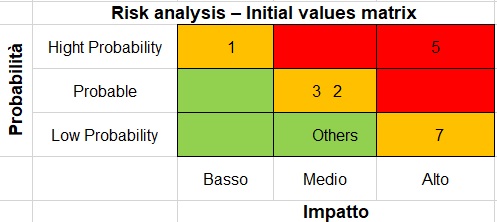 Risk analysis – Initial values matrix
Probabilità
Hight Probability 1 5
Probable 3 2
Low Probability Others 7
Basso Medio Alto
Impatto